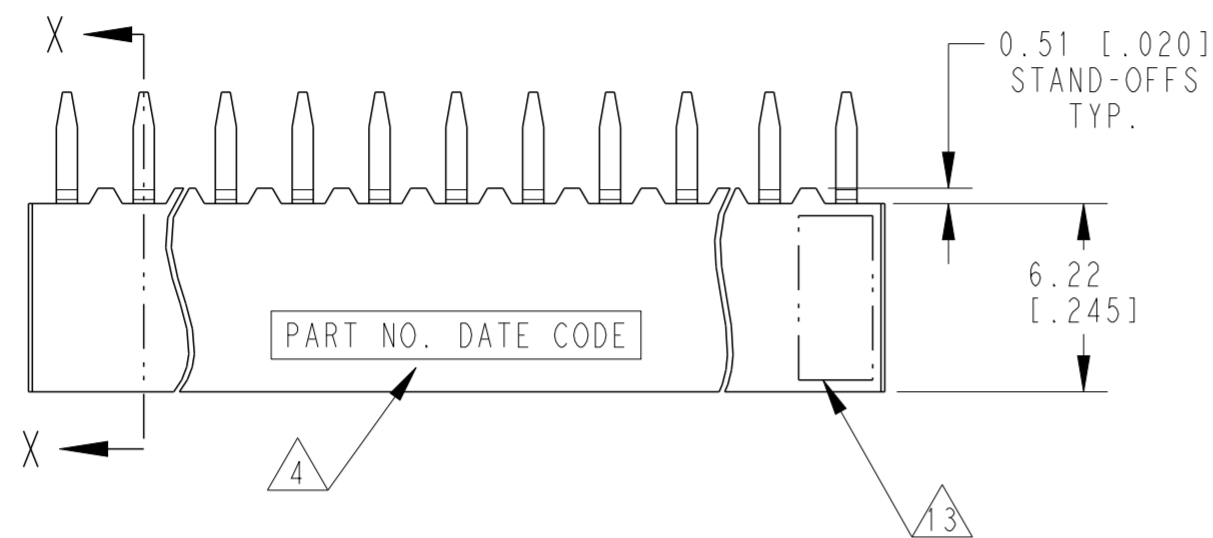 X
0.51 [.020]
STAND-OFFS
TYP.
6.22
[.245]
PART NO. DATE CODE
X
4
13